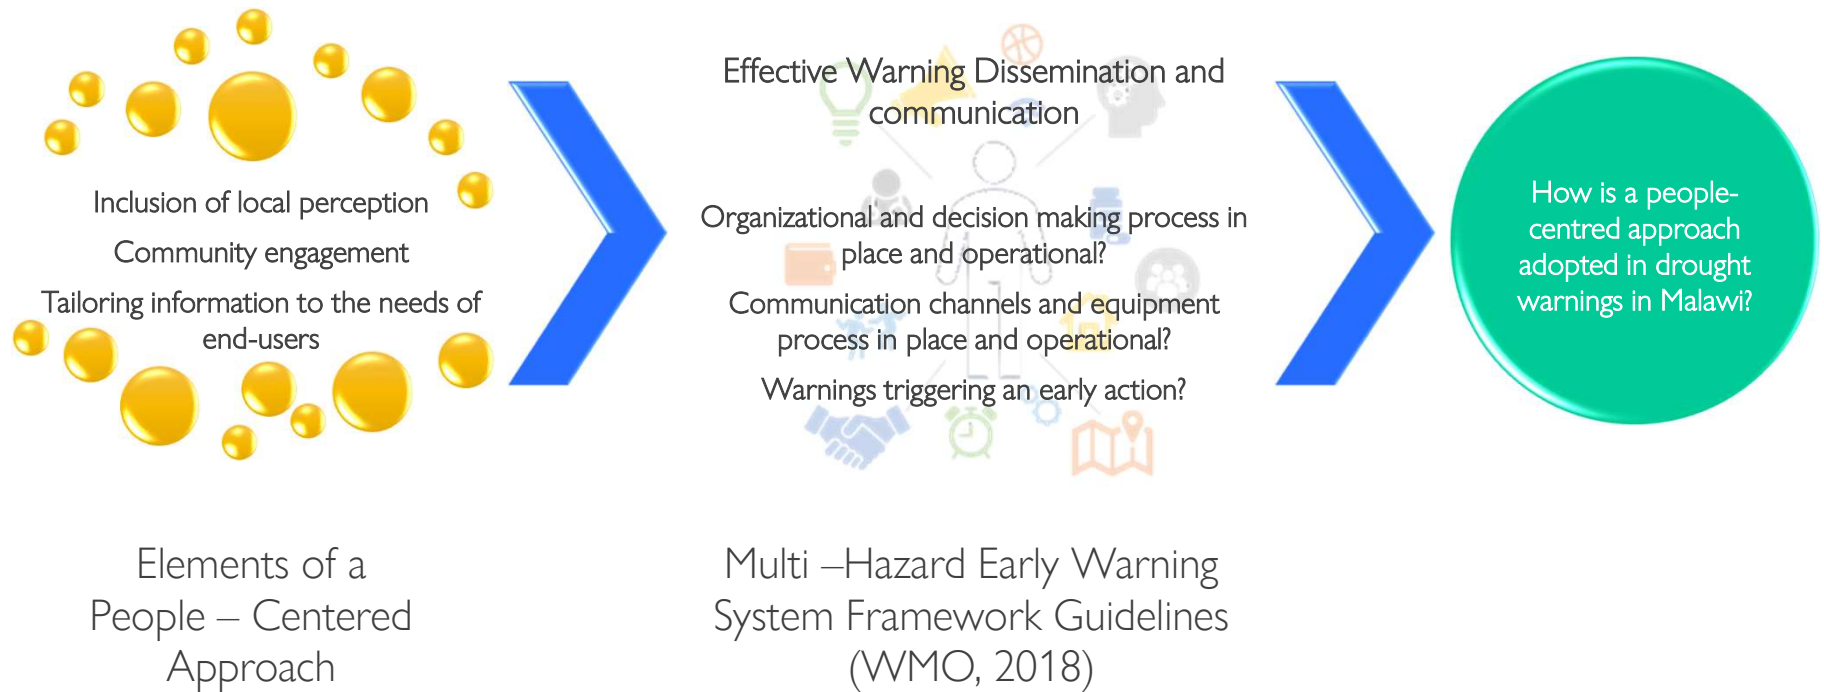 Inclusion of local perception
Community engagement
Tailoring information to the needs of
end-users
Elements of a
People – Centered
Approach
Effective Warning Dissemination and
communication
Organizational and decision making process in
place and operational?
Communication channels and equipment
process in place and operational?
Warnings triggering an early action?
Multi –Hazard Early Warning
System Framework Guidelines
(WMO, 2018)
How is a people-
centred approach
adopted in drought
warnings in Malawi?